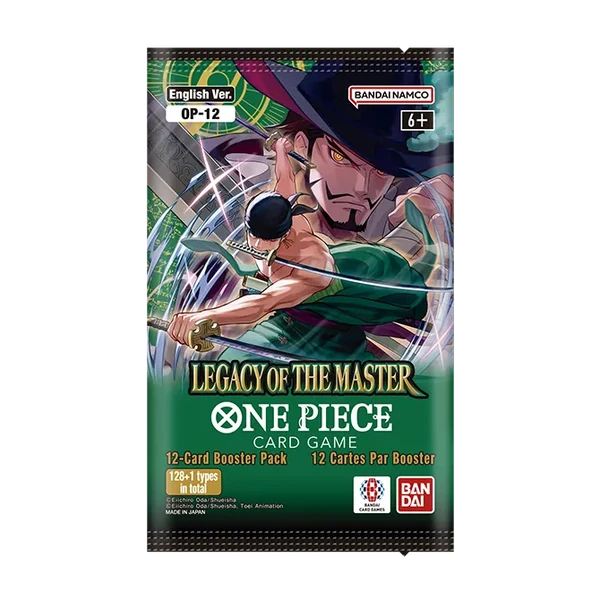 English Ver.
OP-12
BANDAI NAMCO
6+
LEGACY OF THE MASTER
ONE PIECE
CARD GAME
12-Card Booster Pack 12 Cartes Par Booster
128+1 types
in total
©Eiichiro Oda/Shueisha
©Eiichiro Oda/Shueisha, Toei Animation
MADE IN JAPAN
BANDAI
CARD GAMES
BAN
DAI